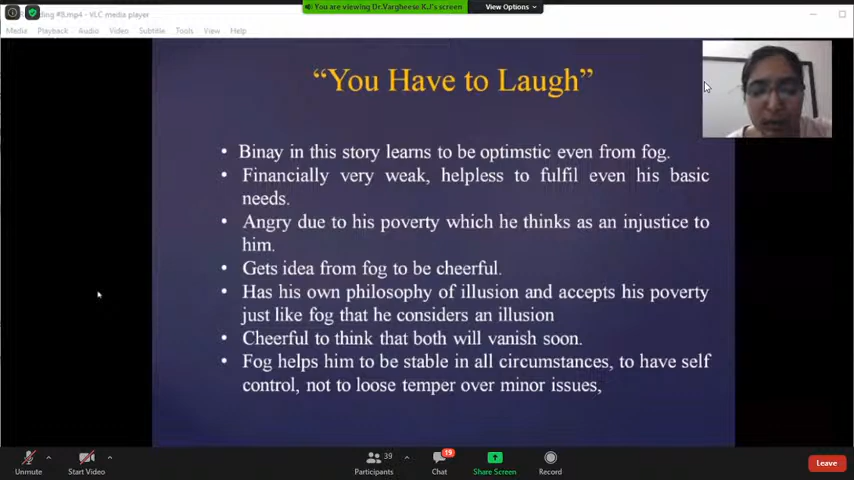 You are viewing Dr.Vargheese K.J's screen
View Options
ding #8.mp4 - VLC media player
Media Playback Audio Video Subtitle Tools View Help
“You Have to Laugh”
• Binay in this story learns to be optimstic even from fog.
• Financially very weak, helpless to fulfil even his basic
needs.
• Angry due to his poverty which he thinks as an injustice to
him.
• Gets idea from fog to be cheerful.
• Has his own philosophy of illusion and accepts his poverty
just like fog that he considers an illusion
• Cheerful to think that both will vanish soon.
• Fog helps him to be stable in all circumstances, to have self
control, not to loose temper over minor issues,
39
19
Unmute
Start Video
Participants
Chat
Share Screen
Record
Leave